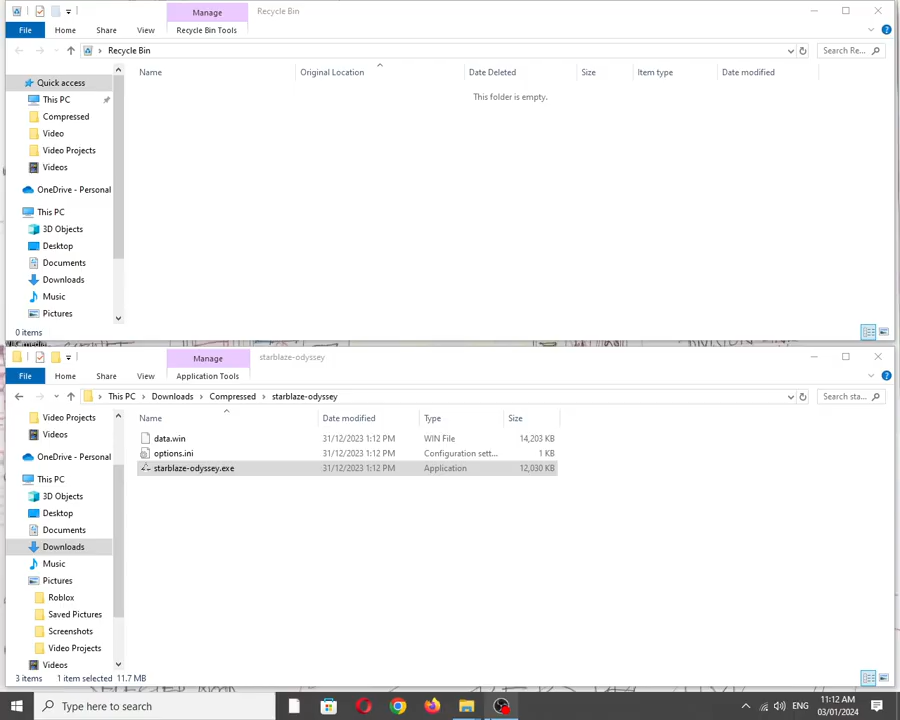 Manage
Recycle Bin
File
Home
Share
View
Recycle Bin Tools
Recycle Bin
Search Re...
Name
Original Location
Date Deleted
Size
Item type
Date modified
This folder is empty.
Quick access
This PC
Compressed
Video
Video Projects
Videos
OneDrive - Personal
This PC
3D Objects
Desktop
Documents
Downloads
Music
Pictures
0 items
Manage
starblaze-odyssey
File
Home
Share
View
Application Tools
This PC
Downloads
Compressed
starblaze-odyssey
Search sta...
Name
Date modified
Type
Size
data.win 31/12/2023 1:12 PM WIN File 14,203 KB
options.ini 31/12/2023 1:12 PM Configuration sett... 1 KB
starblaze-odyssey.exe 31/12/2023 1:12 PM Application 12,030 KB
Video Projects
Videos
OneDrive - Personal
This PC
3D Objects
Desktop
Documents
Downloads
Music
Pictures
Roblox
Saved Pictures
Screenshots
Video Projects
Videos
3 items 1 item selected 11.7 MB
Type here to search
ENG
11:12 AM
03/01/2024